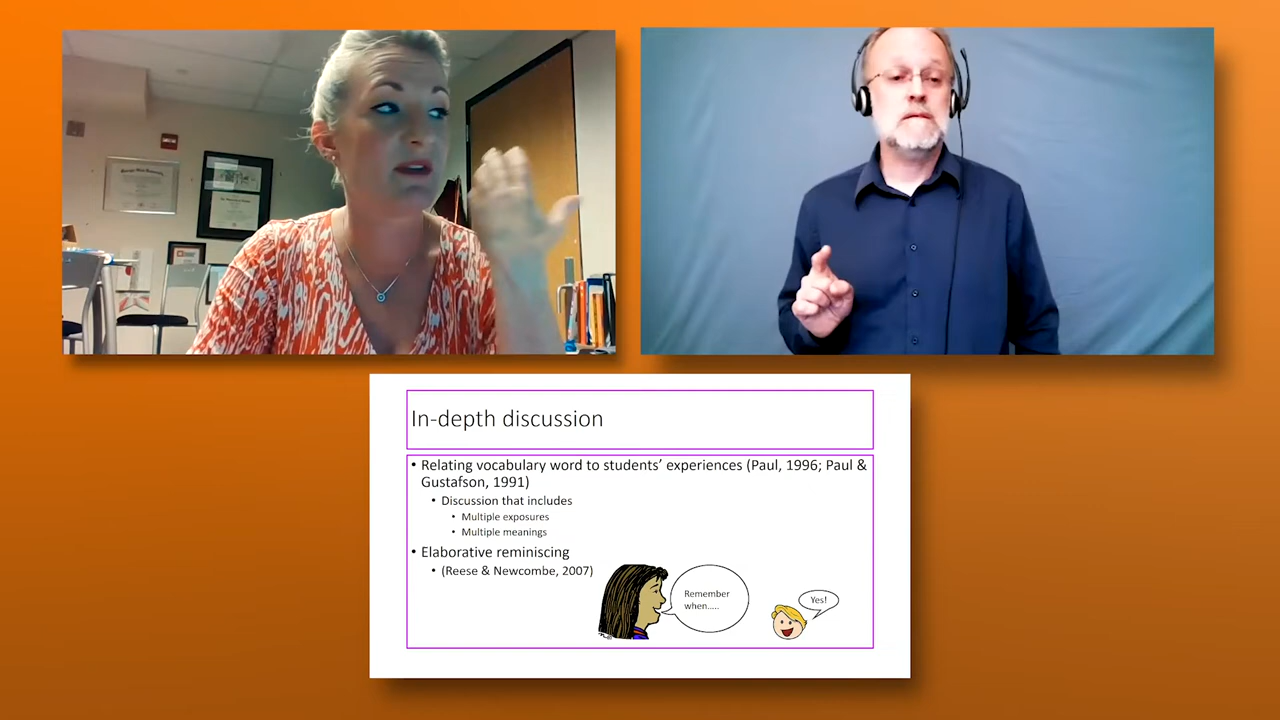 In-depth discussion
• Relating vocabulary word to students’ experiences (Paul, 1996; Paul &
Gustafson, 1991)
• Discussion that includes
• Multiple exposures
• Multiple meanings
• Elaborative reminiscing
• (Reese & Newcombe, 2007)
Remember
when.....
Yes!